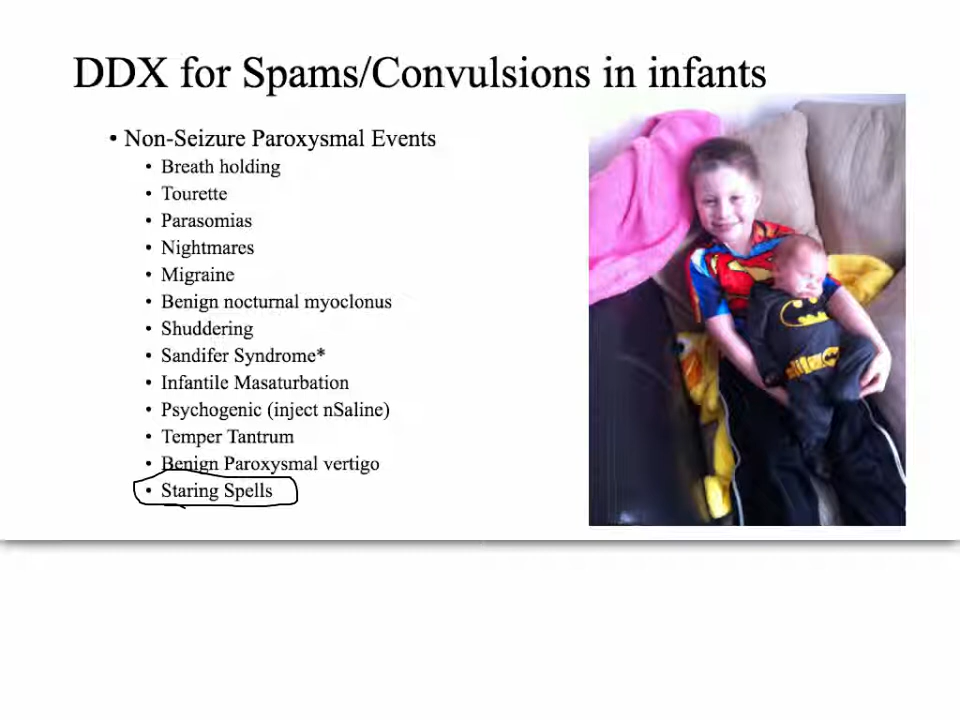 DDX for Spams/Convulsions in infants
• Non-Seizure Paroxysmal Events
• Breath holding
• Tourette
• Parasomias
• Nightmares
• Migraine
• Benign nocturnal myoclonus
• Shuddering
• Sandifer Syndrome*
• Infantile Masaturbation
• Psychogenic (inject nSaline)
• Temper Tantrum
• Benign Paroxysmal vertigo
• Staring Spells